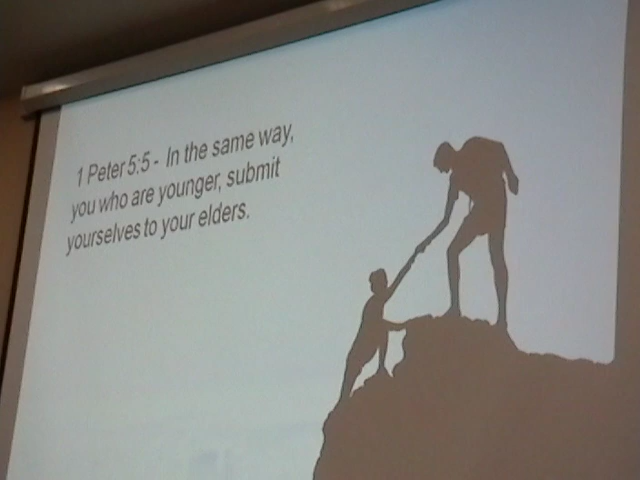 1 Peter 5:5 - In the same way,
you who are younger, submit
yourselves to your elders.